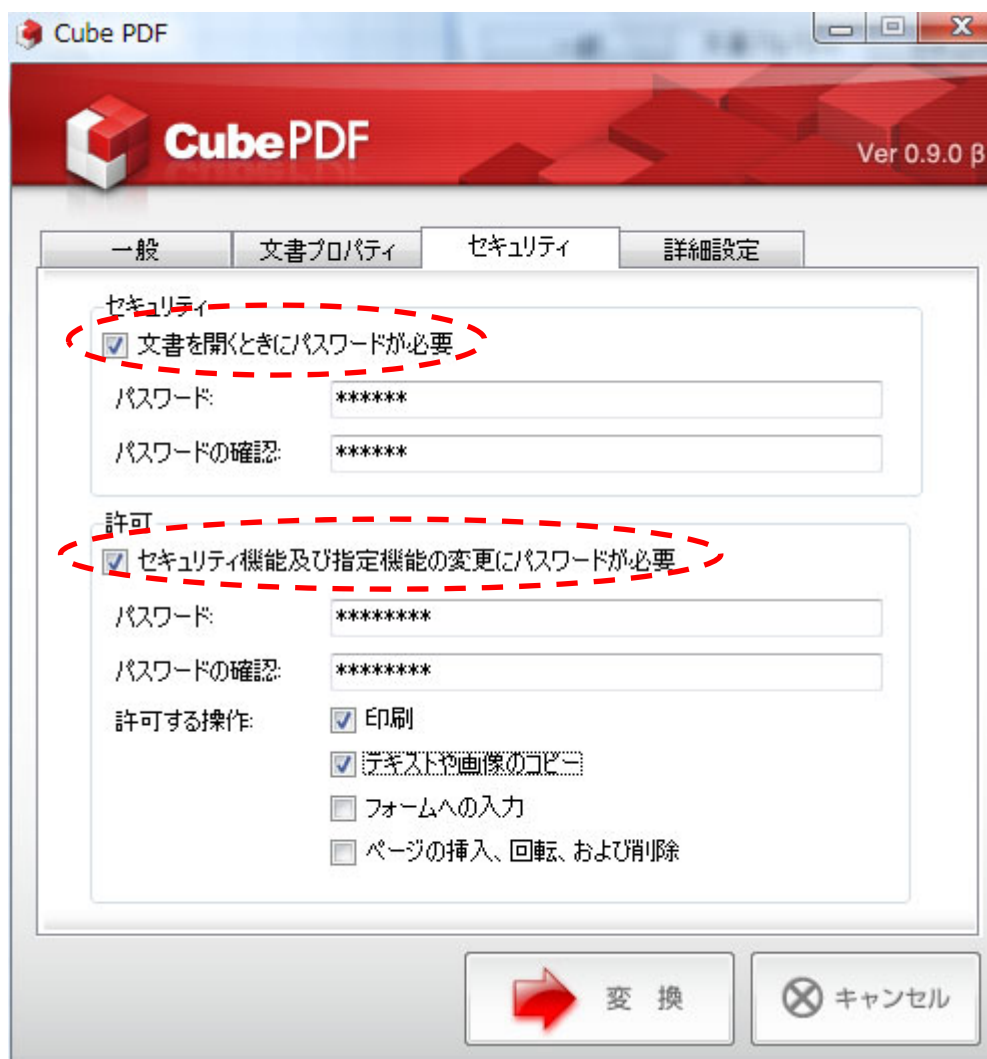 Cube PDF
CubePDF
Ver 0.9.0 β
一般 文書プロパティ セキュリティ 詳細設定
セキュリティ
文書を開くときにパスワードが必要
パスワード: ******
パスワードの確認: ******
許可
セキュリティ機能及び指定機能の変更にパスワードが必要
パスワード: ********
パスワードの確認: ********
許可する操作: 印刷
テキストや画像のコピー
フォームへの入力
ページの挿入、回転、および削除
変 換 キャンセル